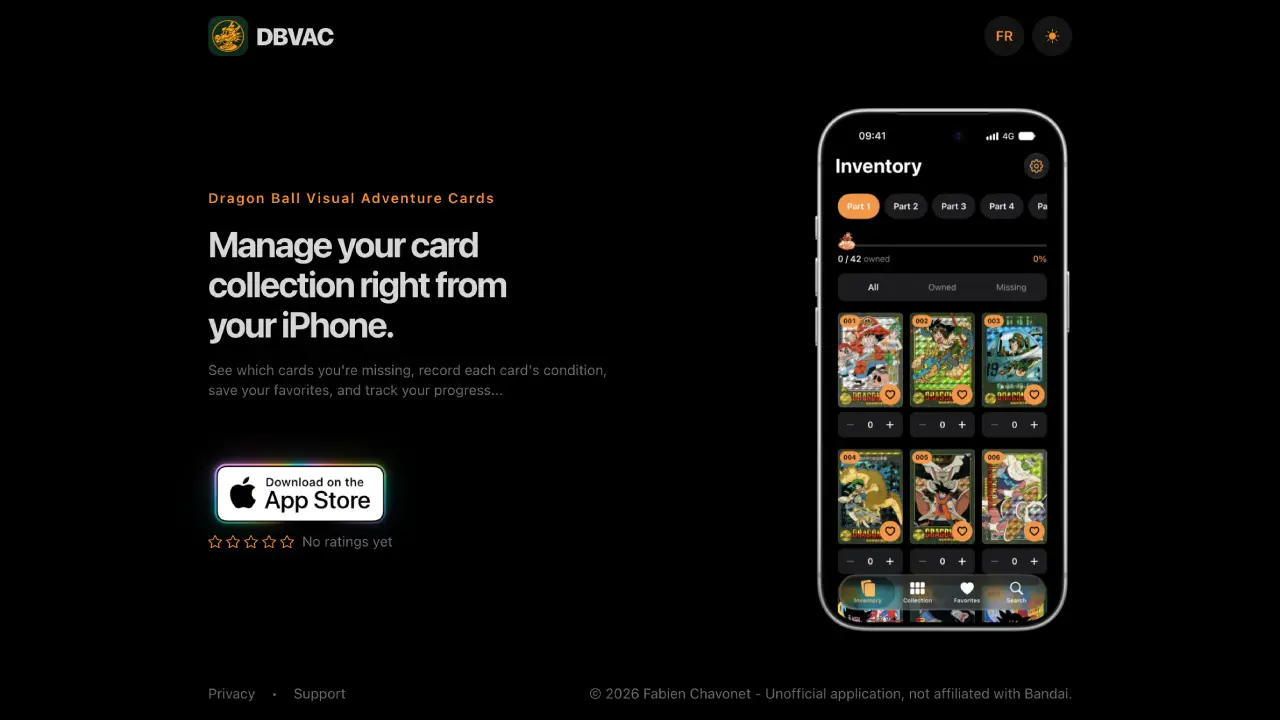 DBVAC
FR
Dragon Ball Visual Adventure Cards
Manage your card
collection right from
your iPhone.
See which cards you're missing, record each card's condition,
save your favorites, and track your progress...
Download on the
App Store
No ratings yet
09:41
4G
Inventory
Part 1 Part 2 Part 3 Part 4 Pa
0 / 42 owned 0%
All Owned Missing
001 002 003
0 0 0
004 005 006
0 0 0
Inventory Collection Favorites Search
Privacy • Support
© 2026 Fabien Chavonet - Unofficial application, not affiliated with Bandai.